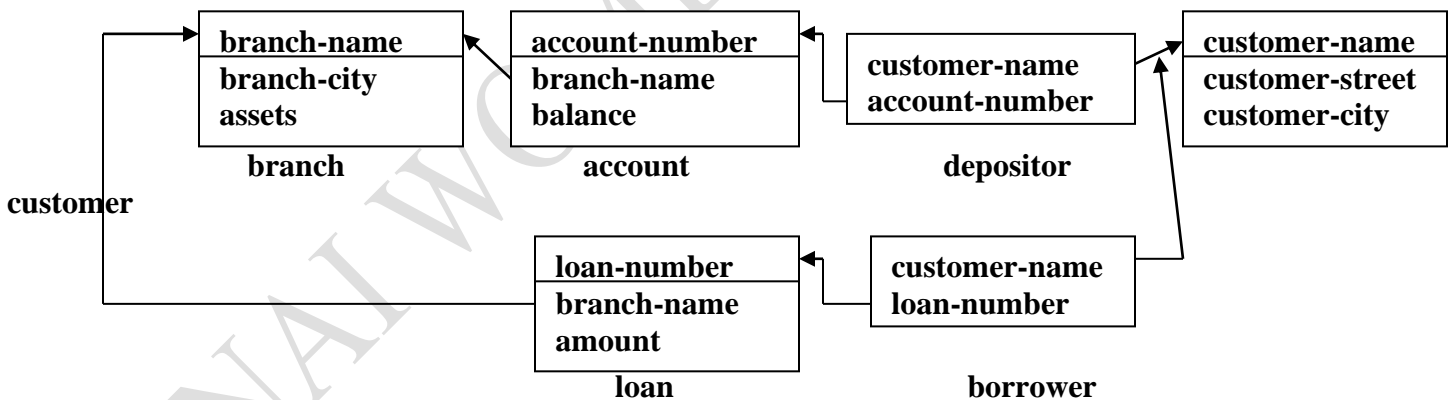 branch-name
branch-city
assets
branch
account-number
branch-name
balance
account
customer-name
account-number
depositor
customer-name
customer-street
customer-city
customer
loan-number
branch-name
amount
loan
customer-name
loan-number
borrower